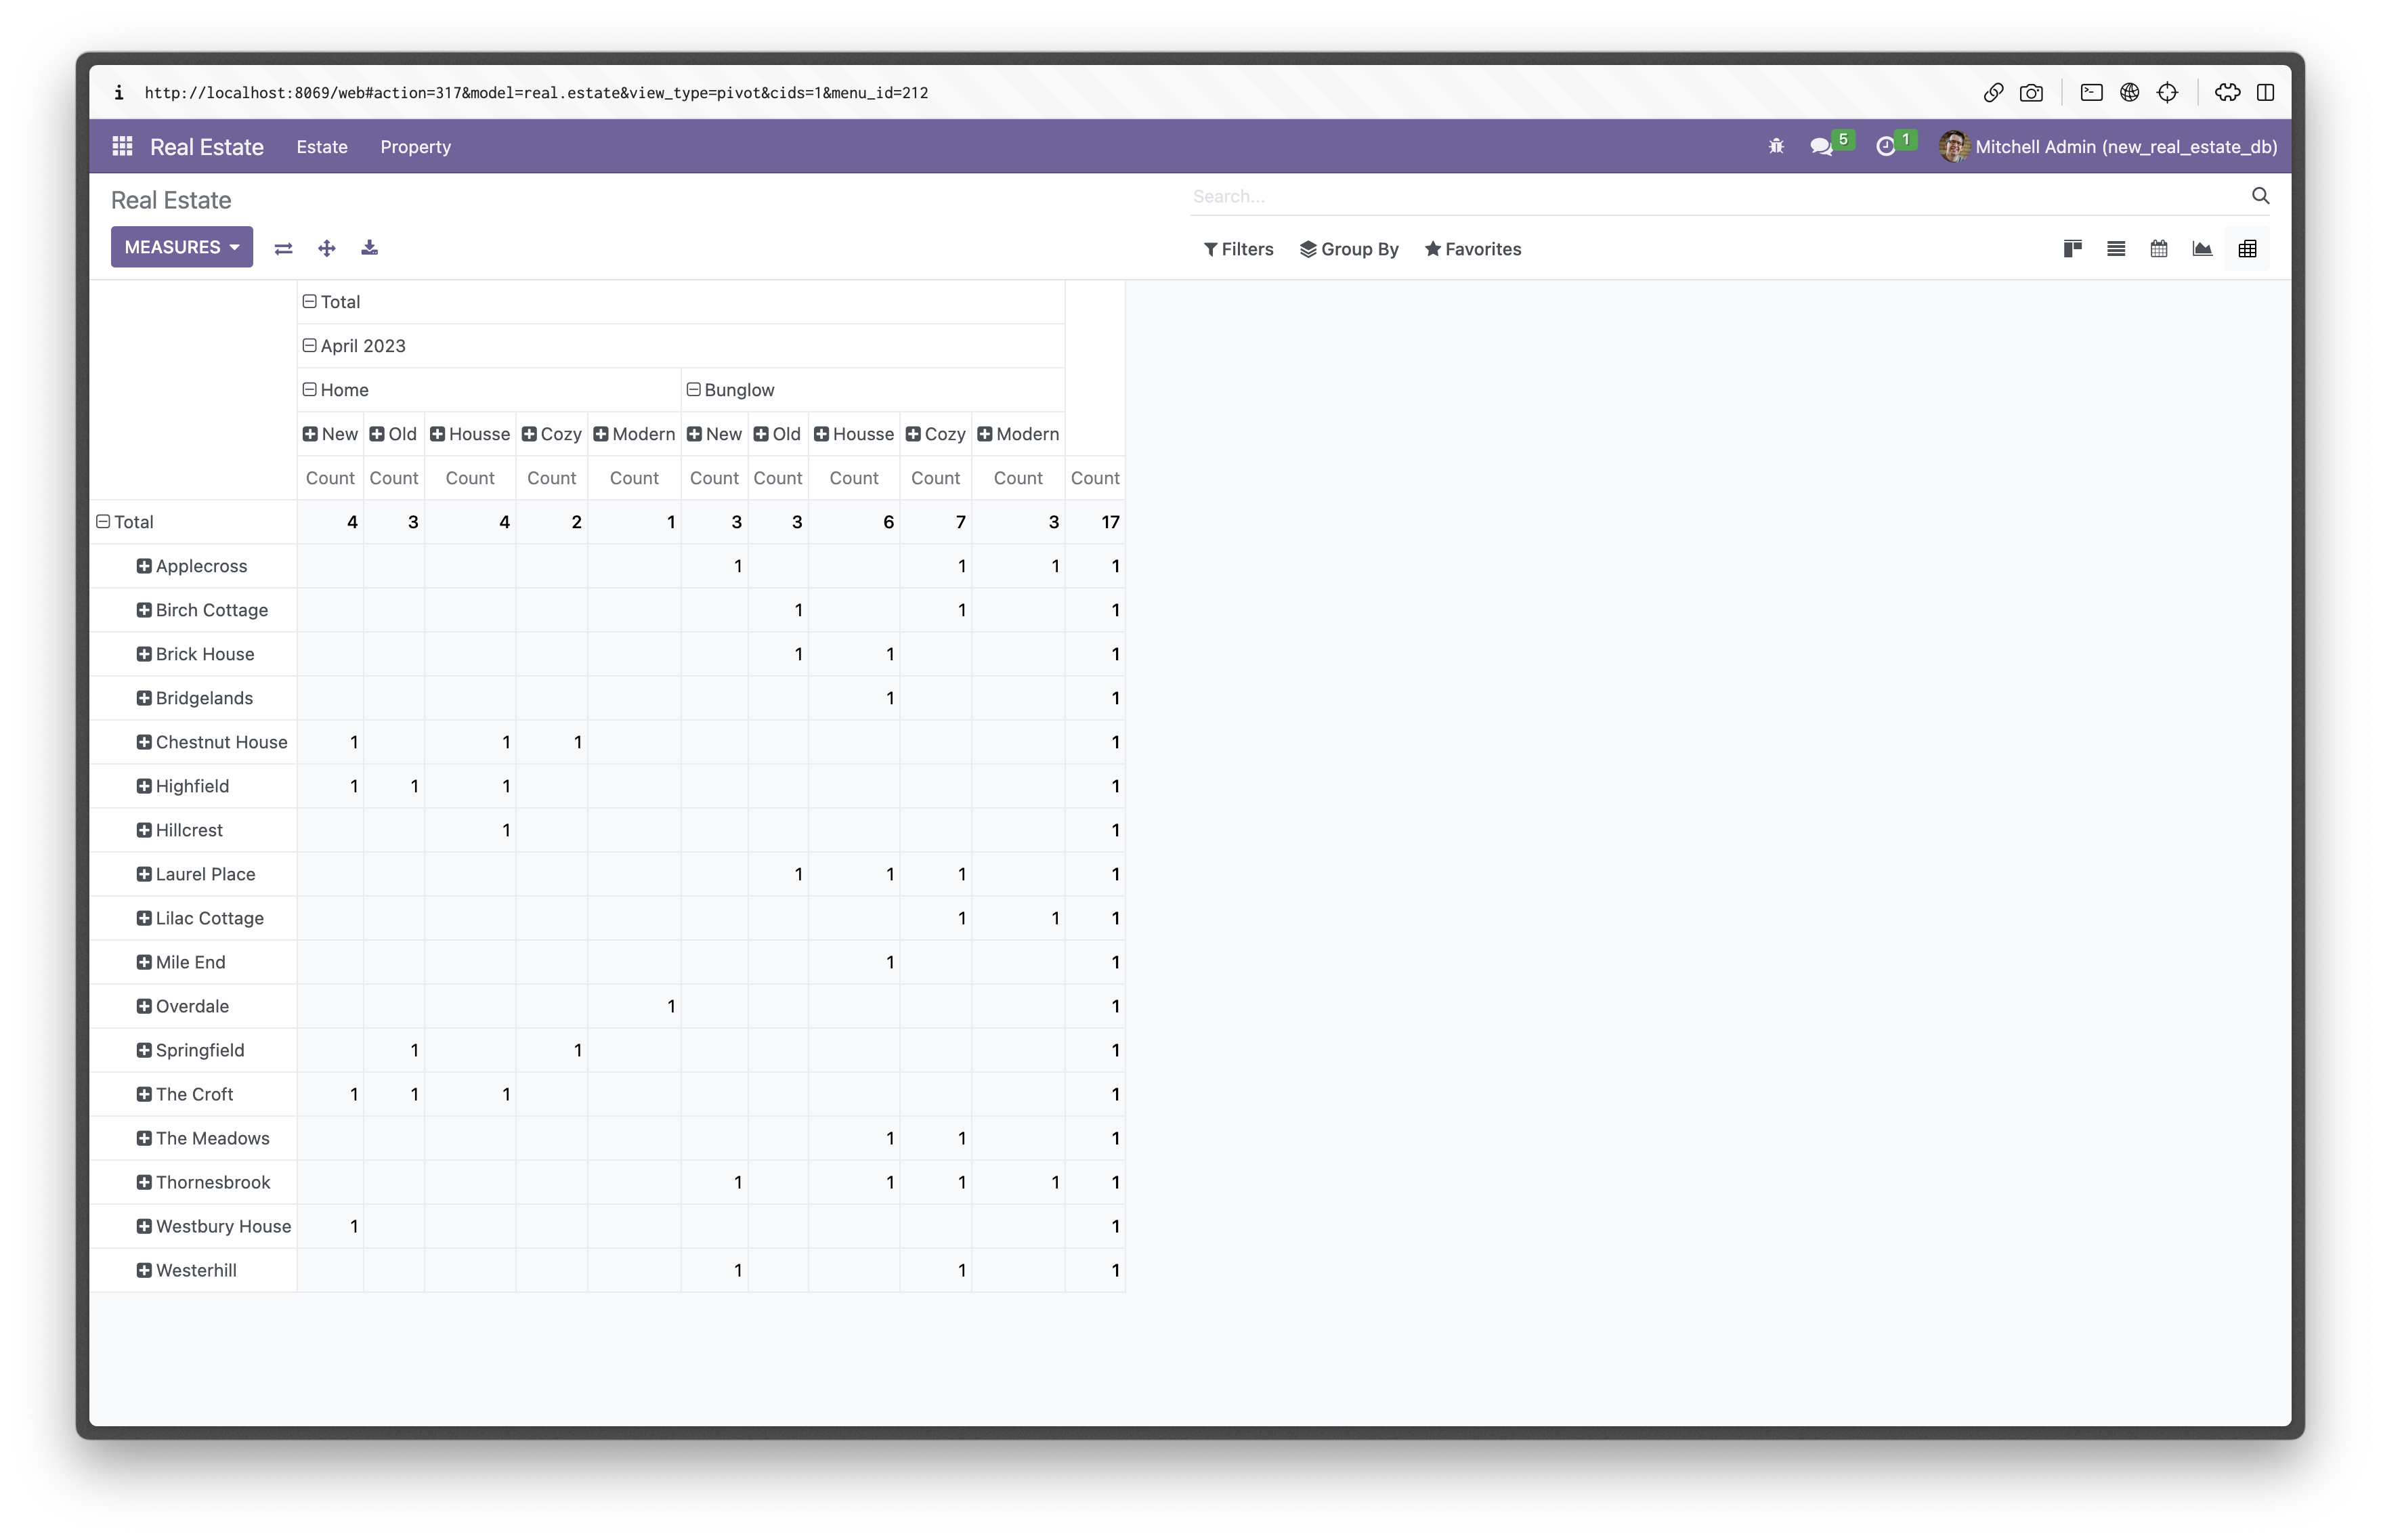 i http://localhost:8069/web#action=317&model=real.estate&view_type=pivot&cids=1&menu_id=212
Real Estate Estate Property 5 1 Mitchell Admin (new_real_estate_db)
Real Estate Search...
MEASURES Filters Group By Favorites
Total
April 2023
Home Bunglow
New Old Housse Cozy Modern New Old Housse Cozy Modern
Count Count Count Count Count Count Count Count Count Count Count
Total 4 3 4 2 1 3 3 6 7 3 17
Applecross 1 1 1 1
Birch Cottage 1 1 1
Brick House 1 1 1
Bridgelands 1 1
Chestnut House 1 1 1 1
Highfield 1 1 1 1
Hillcrest 1 1
Laurel Place 1 1 1 1
Lilac Cottage 1 1 1
Mile End 1 1
Overdale 1 1
Springfield 1 1 1
The Croft 1 1 1 1
The Meadows 1 1 1
Thornesbrook 1 1 1 1 1
Westbury House 1 1
Westerhill 1 1 1